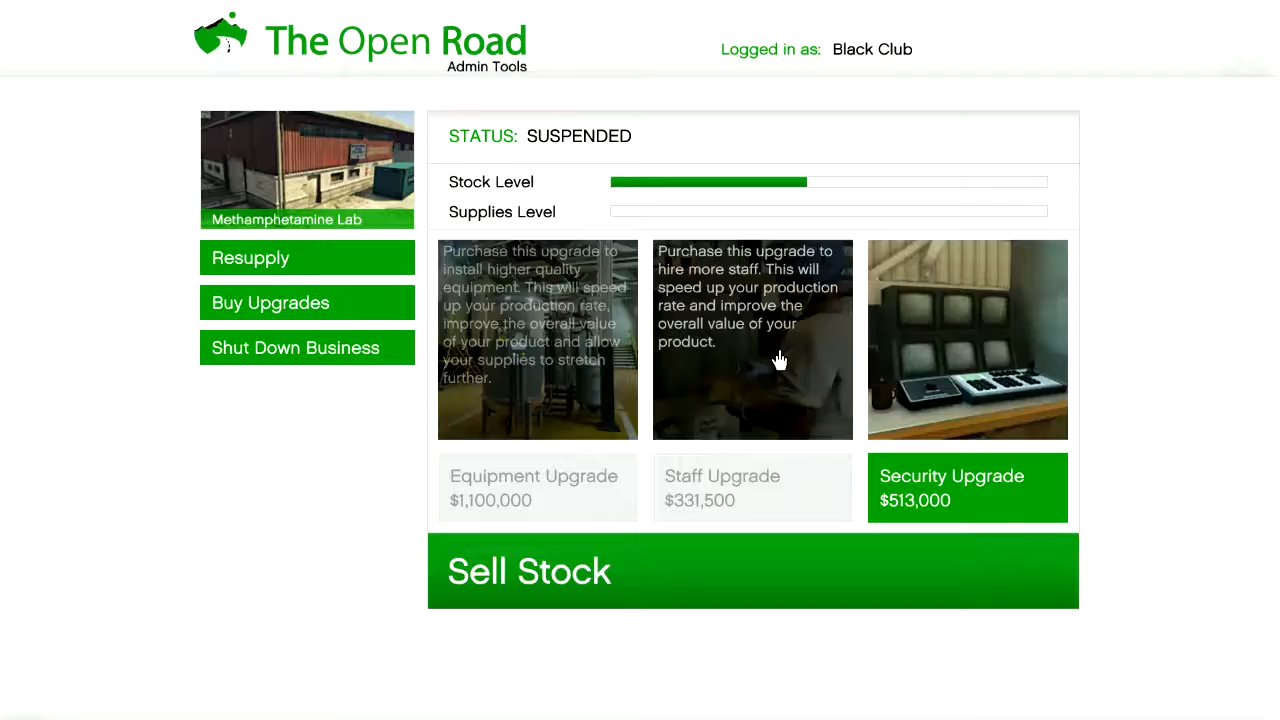 The Open Road
Admin Tools
Logged in as: Black Club
Methamphetamine Lab
Resupply
Buy Upgrades
Shut Down Business
STATUS: SUSPENDED
Stock Level
Supplies Level
Purchase this upgrade to
install higher quality
equipment. This will speed
up your production rate,
improve the overall value
of your product and allow
your supplies to stretch
further.
Purchase this upgrade to
hire more staff. This will
speed up your production
rate and improve the
overall value of your
product.
Equipment Upgrade
$1,100,000
Staff Upgrade
$331,500
Security Upgrade
$513,000
Sell Stock